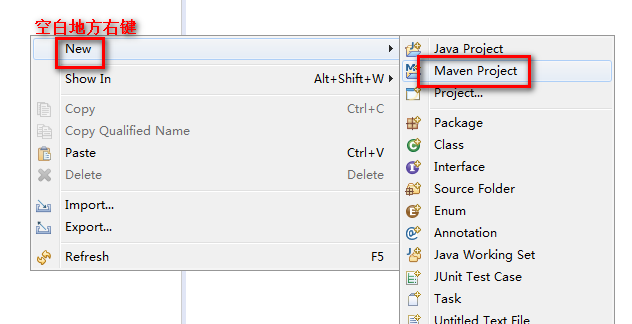 空白地方右键
New
Show In Alt+Shift+W
Copy Ctrl+C
Copy Qualified Name
Paste Ctrl+V
Delete Delete
Import...
Export...
Refresh F5
Java Project
Maven Project
Project...
Package
Class
Interface
Source Folder
Enum
Annotation
Java Working Set
JUnit Test Case
Task
Untitled Text File